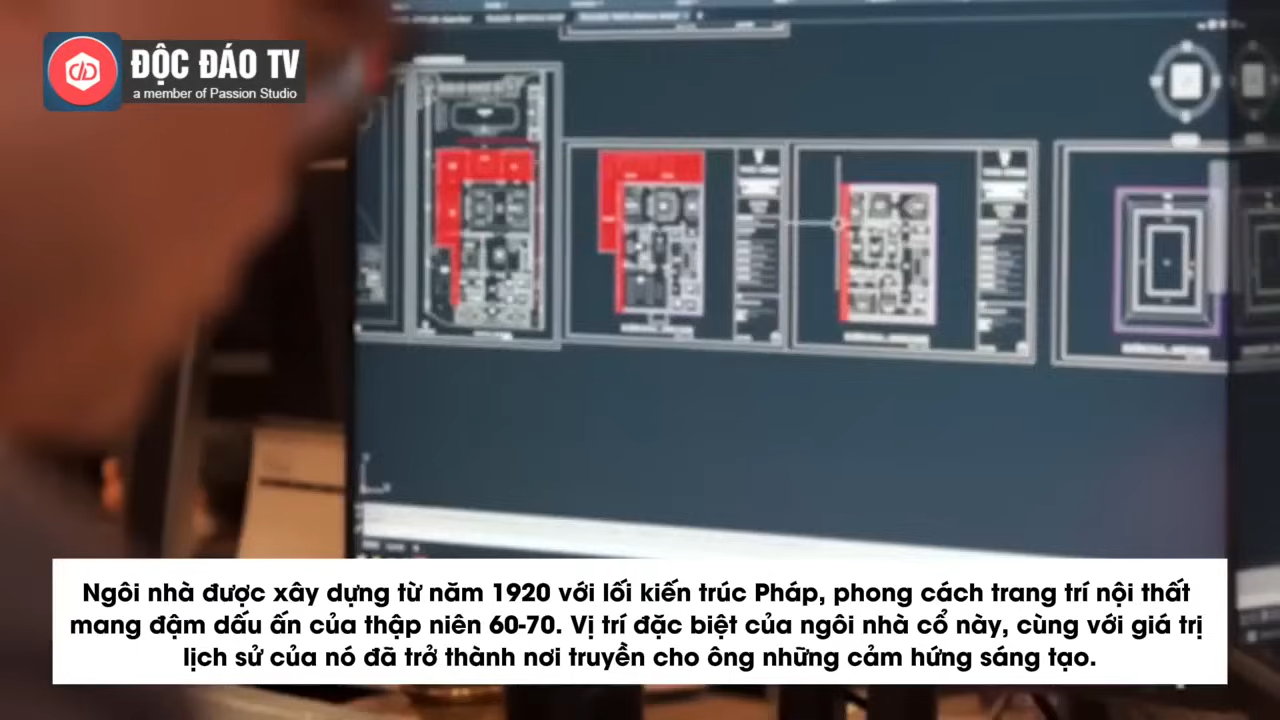 ĐỘC ĐÁO TV
a member of Passion Studio
Ngôi nhà được xây dựng từ năm 1920 với lối kiến trúc Pháp, phong cách trang trí nội thất
mang đậm dấu ấn của thập niên 60-70. Vị trí đặc biệt của ngôi nhà cổ này, cùng với giá trị
lịch sử của nó đã trở thành nơi truyền cho ông những cảm hứng sáng tạo.